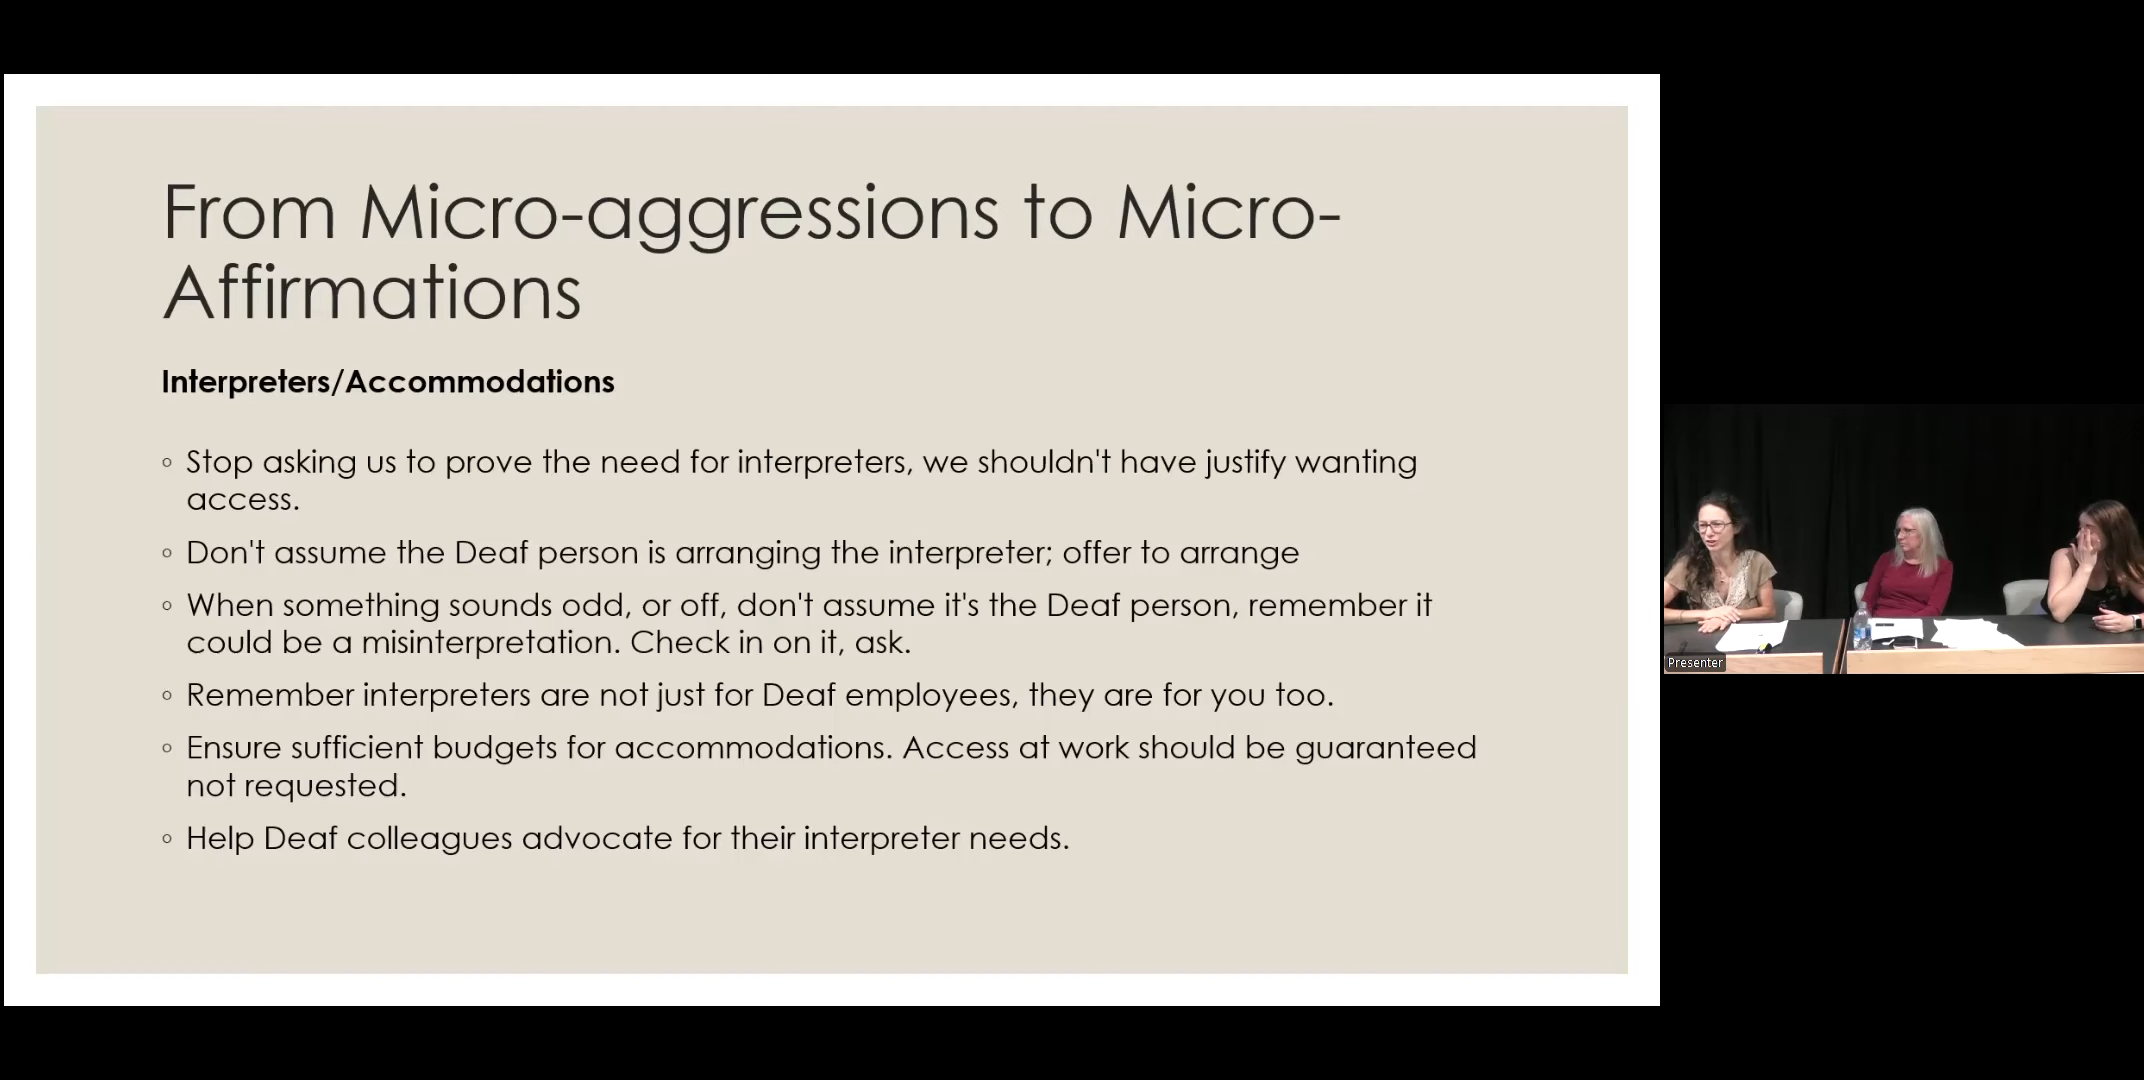 From Micro-aggressions to Micro-
Affirmations
Interpreters/Accommodations
◦ Stop asking us to prove the need for interpreters, we shouldn't have justify wanting
access.
◦ Don't assume the Deaf person is arranging the interpreter; offer to arrange
◦ When something sounds odd, or off, don't assume it's the Deaf person, remember it
could be a misinterpretation. Check in on it, ask.
◦ Remember interpreters are not just for Deaf employees, they are for you too.
◦ Ensure sufficient budgets for accommodations. Access at work should be guaranteed
not requested.
◦ Help Deaf colleagues advocate for their interpreter needs.
Presenter